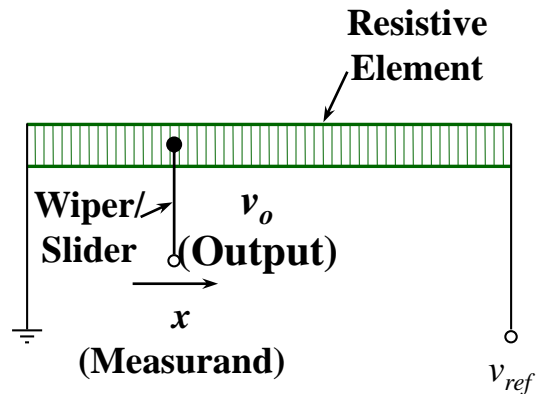 Resistive
Element
Wiper/
Slider
v_o
(Output)
x
(Measurand)
v_ref